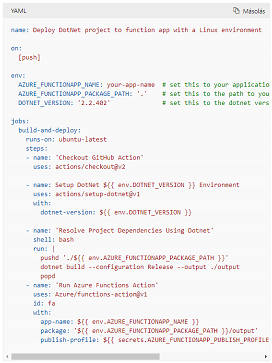 YAML
Másolás
name: Deploy DotNet project to function app with a Linux environment
on:
[push]
env:
AZURE_FUNCTIONAPP_NAME: your-app-name # set this to your applicatio
AZURE_FUNCTIONAPP_PACKAGE_PATH: '.' # set this to the path to you
DOTNET_VERSION: '2.2.402' # set this to the dotnet vers
jobs:
build-and-deploy:
runs-on: ubuntu-latest
steps:
- name: 'Checkout GitHub Action'
uses: actions/checkout@v2
- name: Setup DotNet ${{ env.DOTNET_VERSION }} Environment
uses: actions/setup-dotnet@v1
with:
dotnet-version: ${{ env.DOTNET_VERSION }}
- name: 'Resolve Project Dependencies Using Dotnet'
shell: bash
run: |
pushd './${{ env.AZURE_FUNCTIONAPP_PACKAGE_PATH }}'
dotnet build --configuration Release --output ./output
popd
- name: 'Run Azure Functions Action'
uses: Azure/functions-action@v1
id: fa
with:
app-name: ${{ env.AZURE_FUNCTIONAPP_NAME }}
package: '${{ env.AZURE_FUNCTIONAPP_PACKAGE_PATH }}/output'
publish-profile: ${{ secrets.AZURE_FUNCTIONAPP_PUBLISH_PROFILE